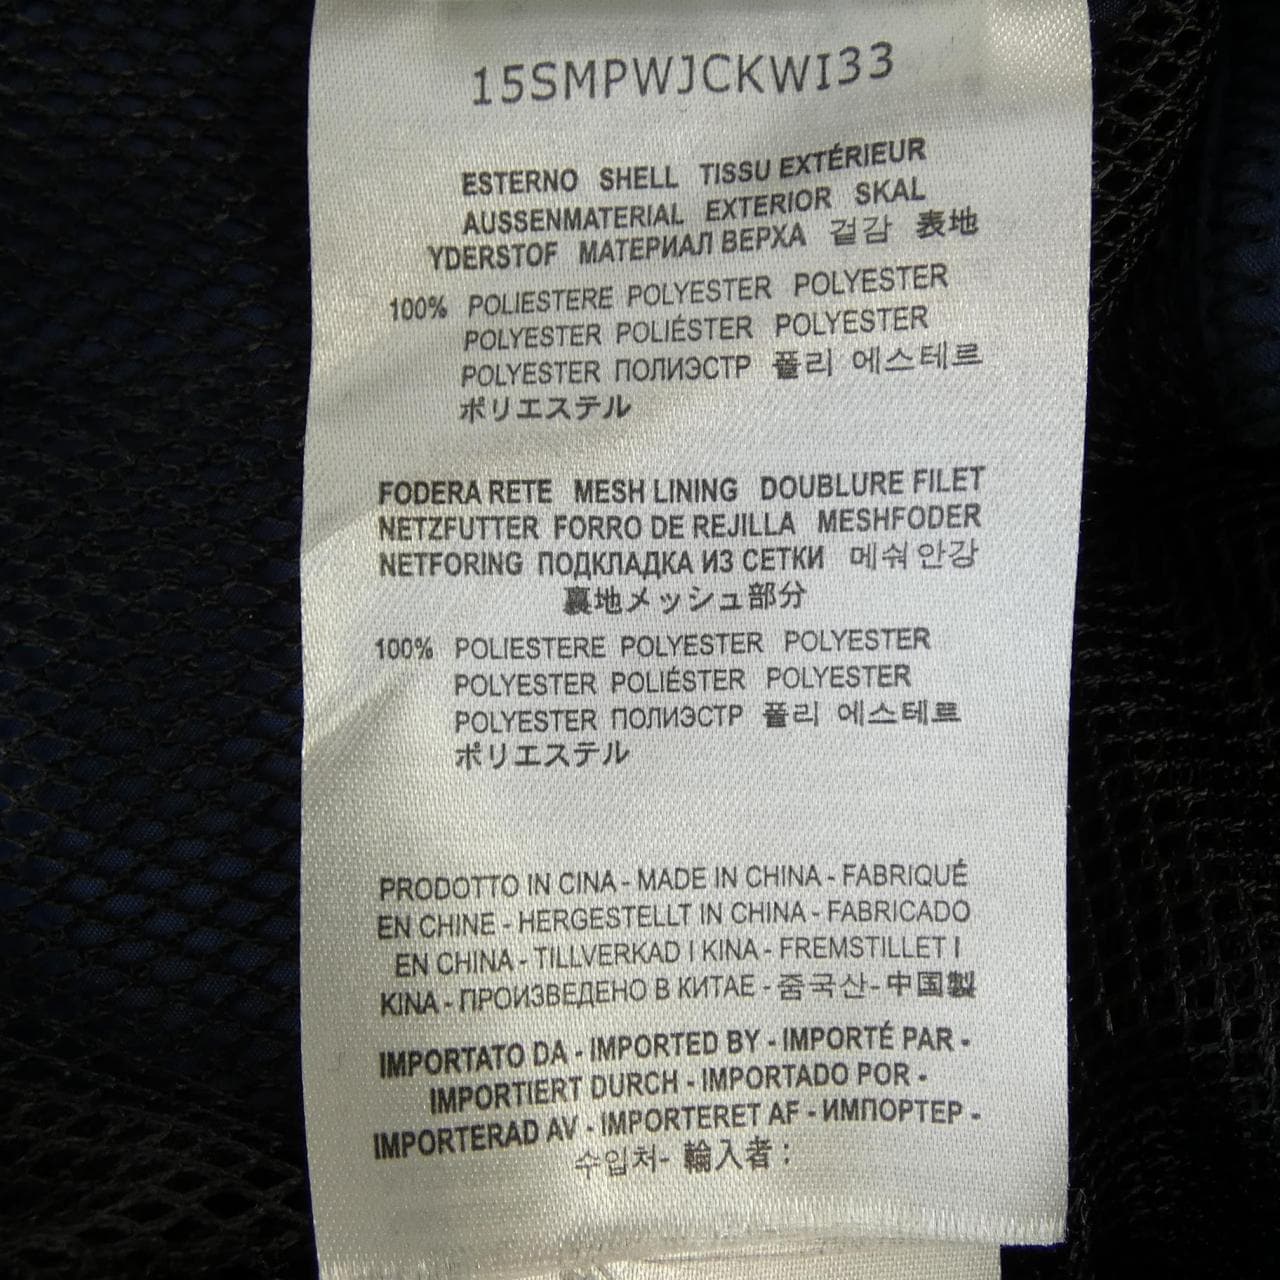 15SMPWJCKWI33
ESTERNO SHELL TISSU EXTÉRIEUR
AUSSENMATERIAL EXTERIOR SKAL
YDERSTOF МАТЕРИАЛ ВЕРХА 겉감 表地
100% POLIESTERE POLYESTER POLYESTER
POLYESTER POLIÉSTER POLYESTER
POLYESTER ПОЛИЭСТР 폴리 에스테르
ポリエステル
FODERA RETE MESH LINING DOUBLURE FILET
NETZFUTTER FORRO DE REJILLA MESHFODER
NETFORING ПОДКЛАДКА ИЗ СЕТКИ 메쉬안감
裏地メッシュ部分
100% POLIESTERE POLYESTER POLYESTER
POLYESTER POLIÉSTER POLYESTER
POLYESTER ПОЛИЭСТР 폴리 에스테르
ポリエステル
PRODOTTO IN CINA - MADE IN CHINA - FABRIQUÉ
EN CHINE - HERGESTELLT IN CHINA - FABRICADO
EN CHINA - TILLVERKAD I KINA - FREMSTILLET I
KINA - ПРОИЗВЕДЕНО В КИТАЕ - 중국산 - 中国製
IMPORTATO DA - IMPORTED BY - IMPORTÉ PAR -
IMPORTIERT DURCH - IMPORTADO POR -
IMPORTERAD AV - IMPORTERET AF - ИМПОРТЕР -
수입처- 輸入者 :